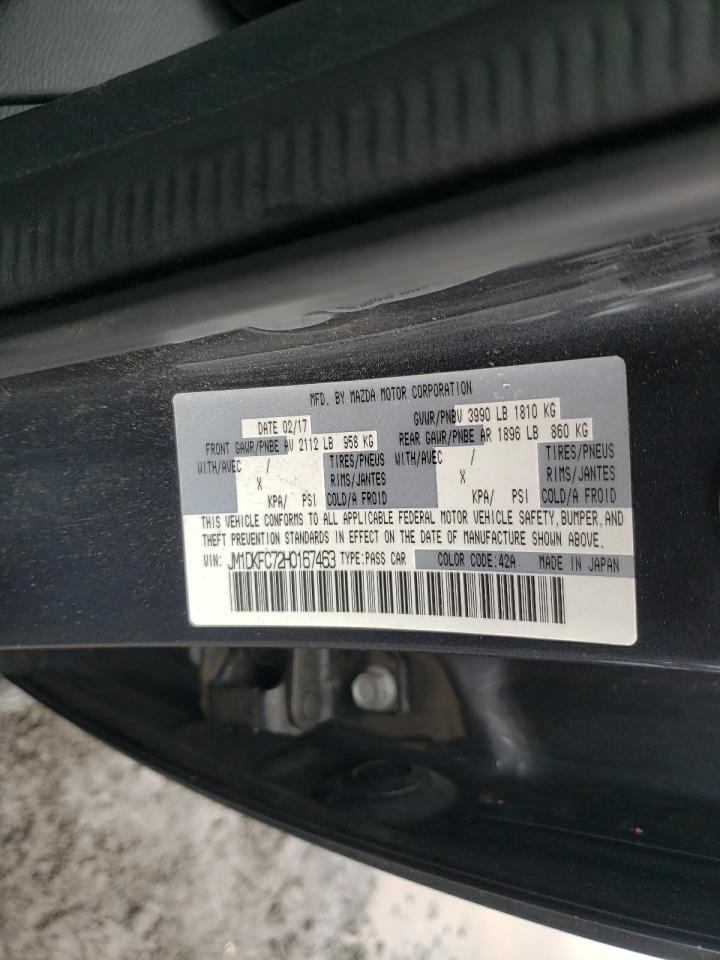 MFD. BY MAZDA MOTOR CORPORATION
DATE 02/17 GVWR/PNBV 3990 LB 1810 KG
FRONT GAWR/PNBE AV 2112 LB 958 KG REAR GAWR/PNBE AR 1896 LB 860 KG
WITH/AVEC / TIRES/PNEUS WITH/AVEC / TIRES/PNEUS
X RIMS/JANTES X RIMS/JANTES
KPA/ PSI COLD/A FROID KPA/ PSI COLD/A FROID
THIS VEHICLE CONFORMS TO ALL APPLICABLE FEDERAL MOTOR VEHICLE SAFETY, BUMPER, AND
THEFT PREVENTION STANDARDS IN EFFECT ON THE DATE OF MANUFACTURE SHOWN ABOVE.
VIN: JM1DKFC72H0167463 TYPE:PASS CAR COLOR CODE:42A MADE IN JAPAN